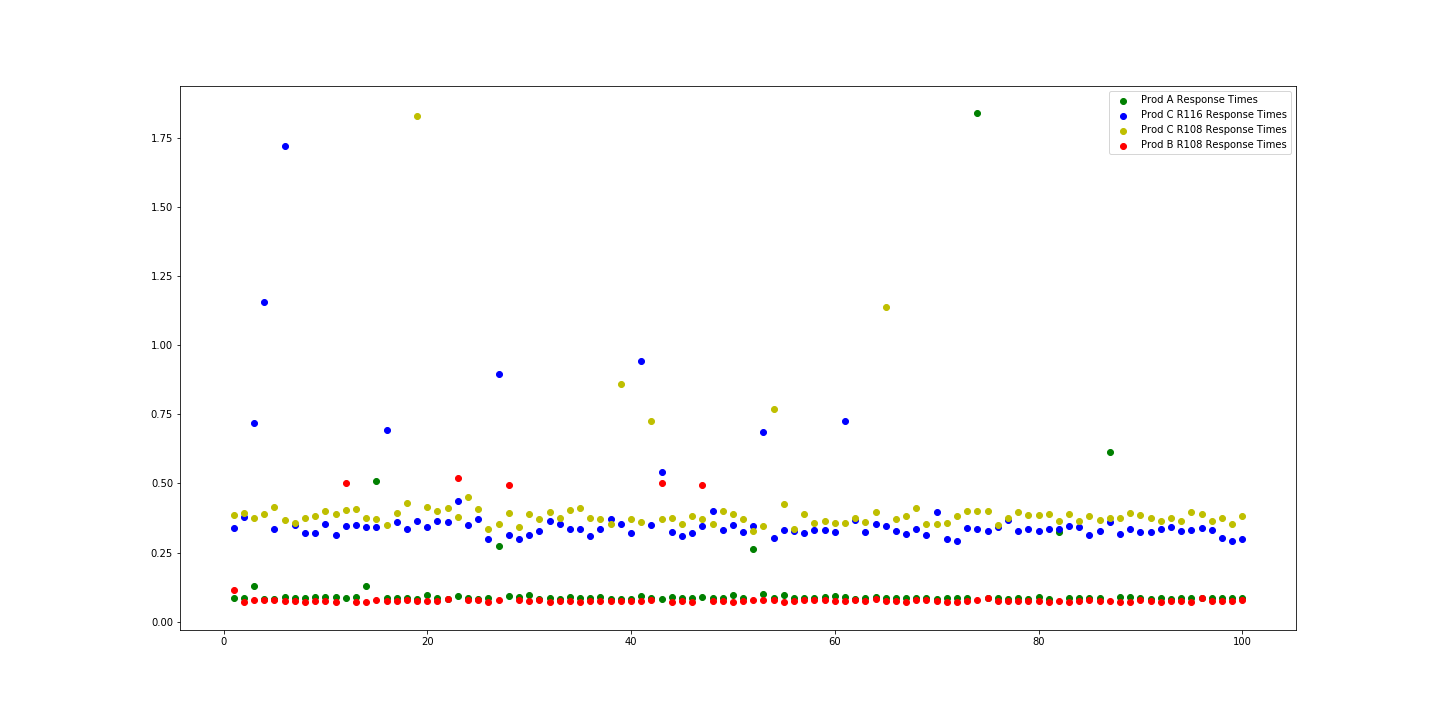 Prod A Response Times
Prod C R116 Response Times
Prod C R108 Response Times
Prod B R108 Response Times
1.75
1.50
1.25
1.00
0.75
0.50
0.25
0.00
0 20 40 60 80 100